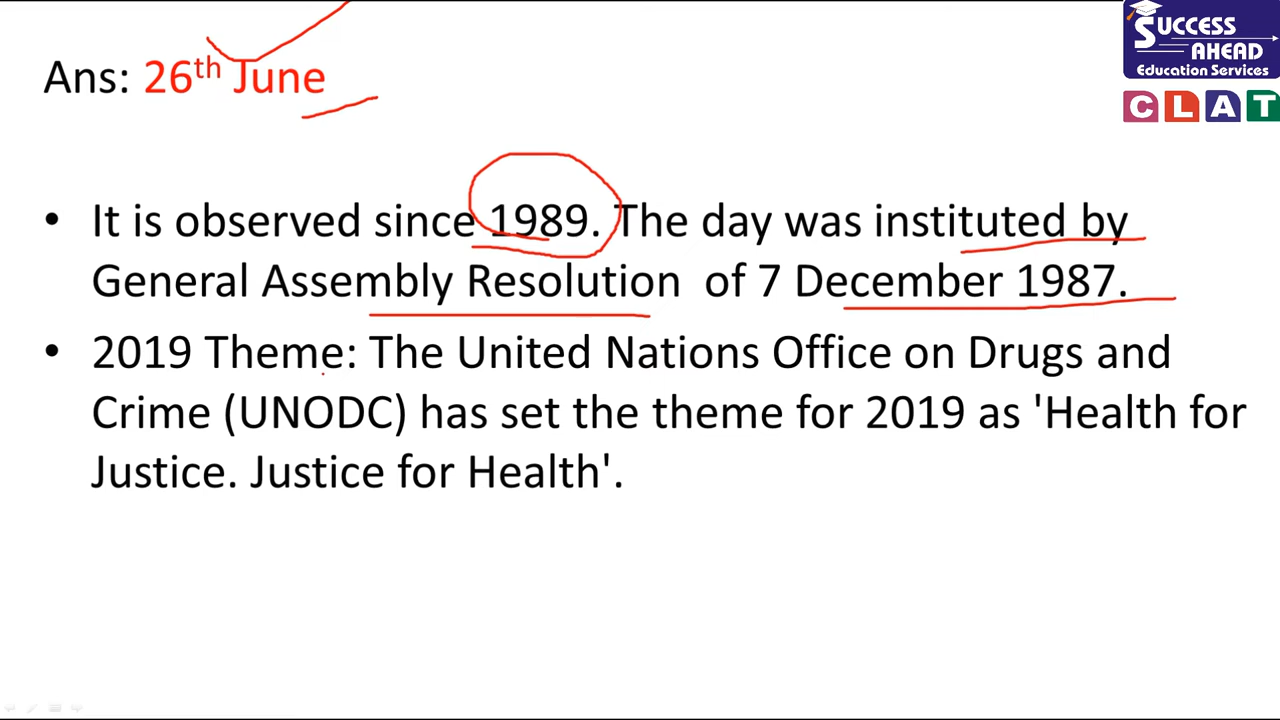 SUCCESS
AHEAD
Education Services
CLAT
Ans: 26th June
• It is observed since 1989. The day was instituted by
General Assembly Resolution of 7 December 1987.
• 2019 Theme: The United Nations Office on Drugs and
Crime (UNODC) has set the theme for 2019 as 'Health for
Justice. Justice for Health'.